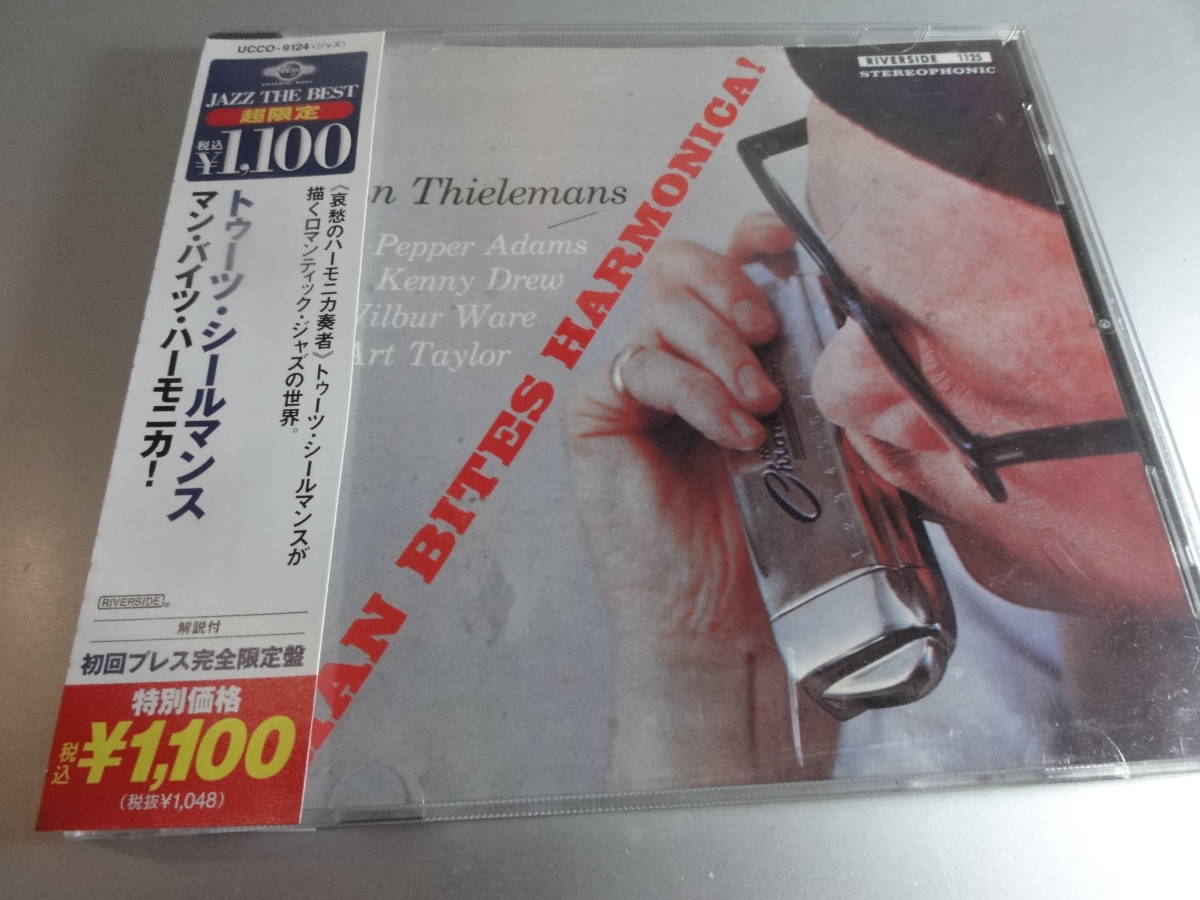 UCCO-9124〈ジャズ〉
JAZZ THE BEST
超限定
税込
¥1,100
《哀愁のハーモニカ奏者》トゥーツ・シールマンスが
描くロマンティック・ジャズの世界。
トゥーツ・シールマンス
マン・バイツ・ハーモニカ!
RIVERSIDE
解説付
初回プレス完全限定盤
特別価格
税込
¥1,100
(税抜¥1,048)
RIVERSIDE 1125
STEREOPHONIC
n Thielemans
Pepper Adams
Kenny Drew
Wilbur Ware
Art Taylor
AN BITES HARMONICA!